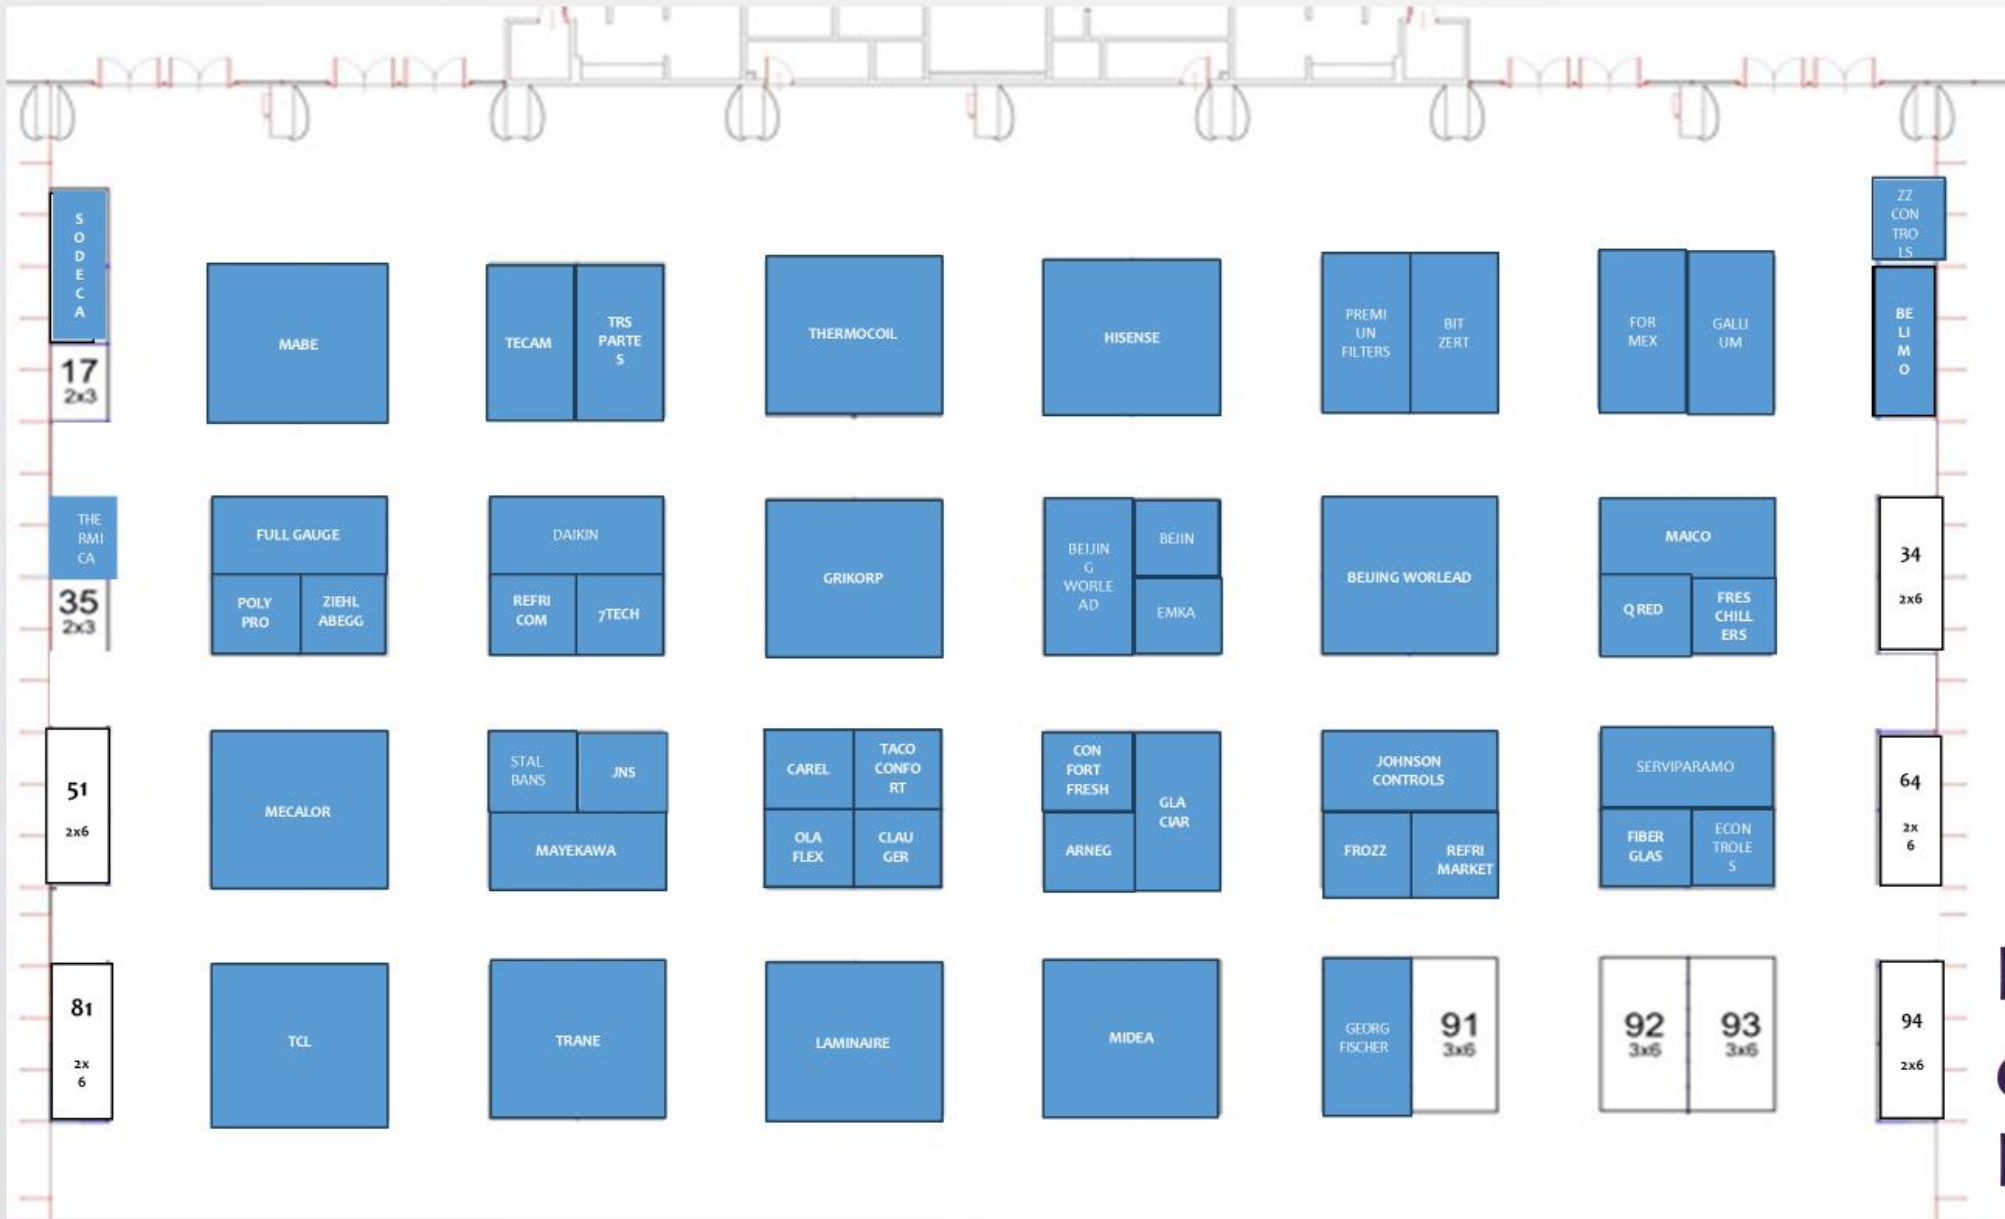 S
O
D
E
C
A
17
2x3
MABE
TECAM
TRS
PARTE
S
THERMOCOIL
HISENSE
PREMI
UN
FILTERS
BIT
ZERT
FOR
MEX
GALLI
UM
ZZ
CON
TRO
LS
BE
LI
M
O
THE
RMI
CA
35
2x3
FULL GAUGE
POLY
PRO
ZIEHL
ABEGG
DAIKIN
REFRI
COM
7TECH
GRIKORP
BEIJIN
G
WORLE
AD
BEJIN
EMKA
BEIJING WORLEAD
MAICO
Q RED
FRES
CHILL
ERS
34
2x6
51
2x6
MECALOR
STAL
BANS
JNS
MAYEKAWA
CAREL
TACO
CONFO
RT
OLA
FLEX
CLAU
GER
CON
FORT
FRESH
ARNEG
GLA
CIAR
JOHNSON
CONTROLS
FROZZ
REFRI
MARKET
SERVIPARAMO
FIBER
GLAS
ECON
TROLE
S
64
2x
6
81
2x
6
TCL
TRANE
LAMINAIRE
MIDEA
GEORG
FISCHER
91
3x6
92
3x6
93
3x6
94
2x6